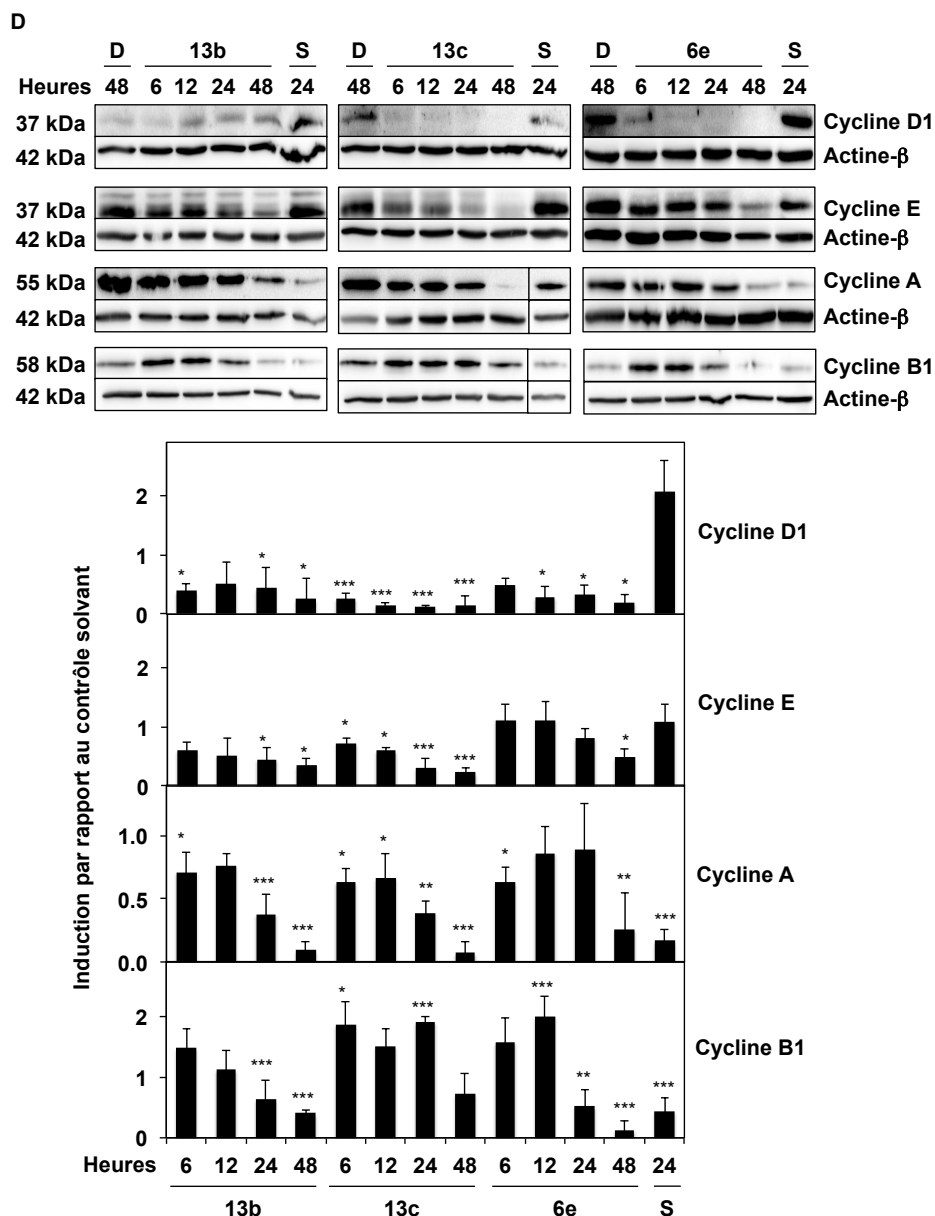 D
D 13b S D 13c S D 6e S
Heures 48 6 12 24 48 24 48 6 12 24 48 24 48 6 12 24 48 24
37 kDa Cycline D1
42 kDa Actine-β
37 kDa Cycline E
42 kDa Actine-β
55 kDa Cycline A
42 kDa Actine-β
58 kDa Cycline B1
42 kDa Actine-β
Induction par rapport au contrôle solvant
2
* * * *** *** *** *** * * *
1
0
Cycline D1
2
* * * * *** *** *
1
0
Cycline E
1.0
* *** *** * * ** *** * ** ***
0.5
0.0
Cycline A
2
*** *** * *** *** ** *** ***
1
0
Cycline B1
Heures 6 12 24 48 6 12 24 48 6 12 24 48 24
13b 13c 6e S